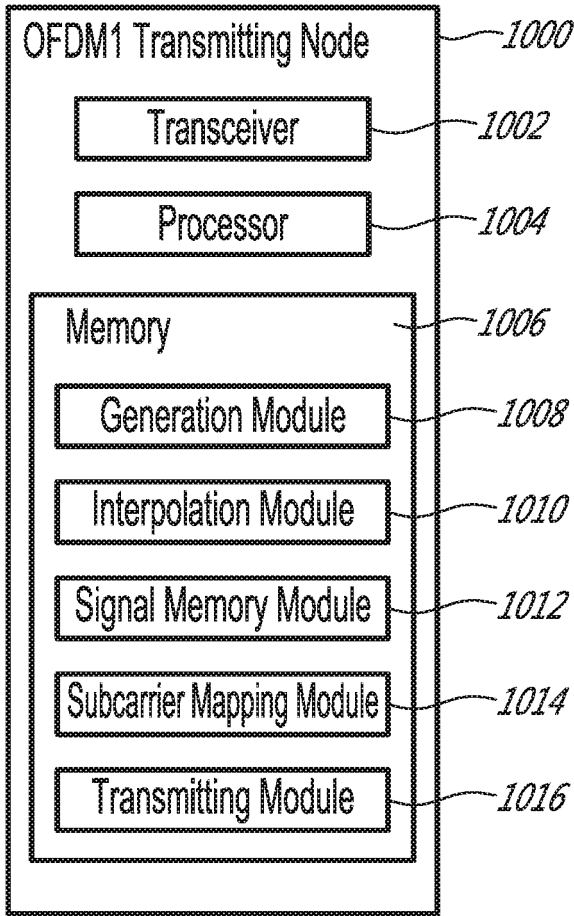 OFDM1 Transmitting Node 1000
Transceiver 1002
Processor 1004
Memory 1006
Generation Module 1008
Interpolation Module 1010
Signal Memory Module 1012
Subcarrier Mapping Module 1014
Transmitting Module 1016